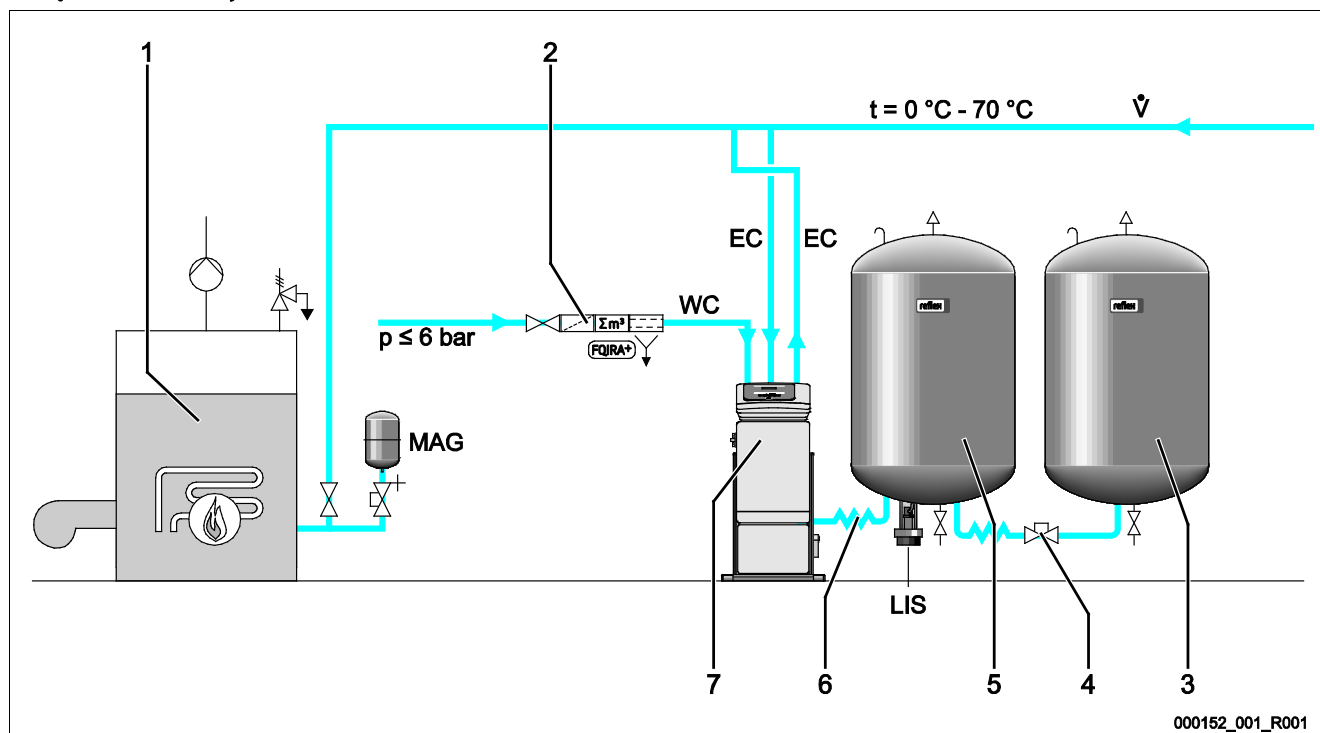 1
2
t = 0 °C - 70 °C
V̇
EC
EC
WC
p ≤ 6 bar
Σm³
FQIRA+
reflex
reflex
MAG
LIS
7
6
5
4
3
000152_001_R001